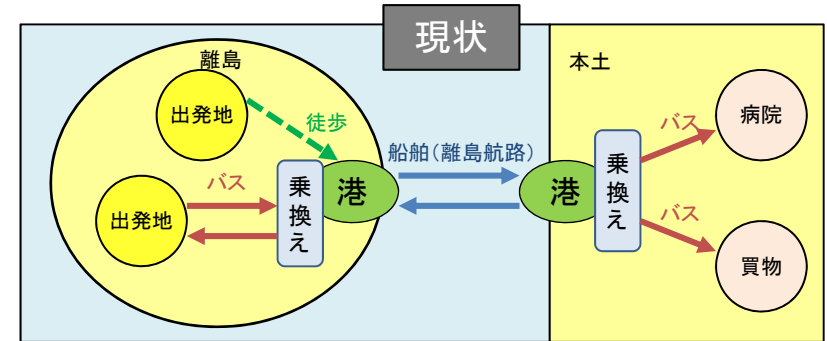 現状
離島
出発地
徒歩
出発地
バス
乗換え
港
船舶(離島航路)
本土
港
乗換え
バス
病院
バス
買物